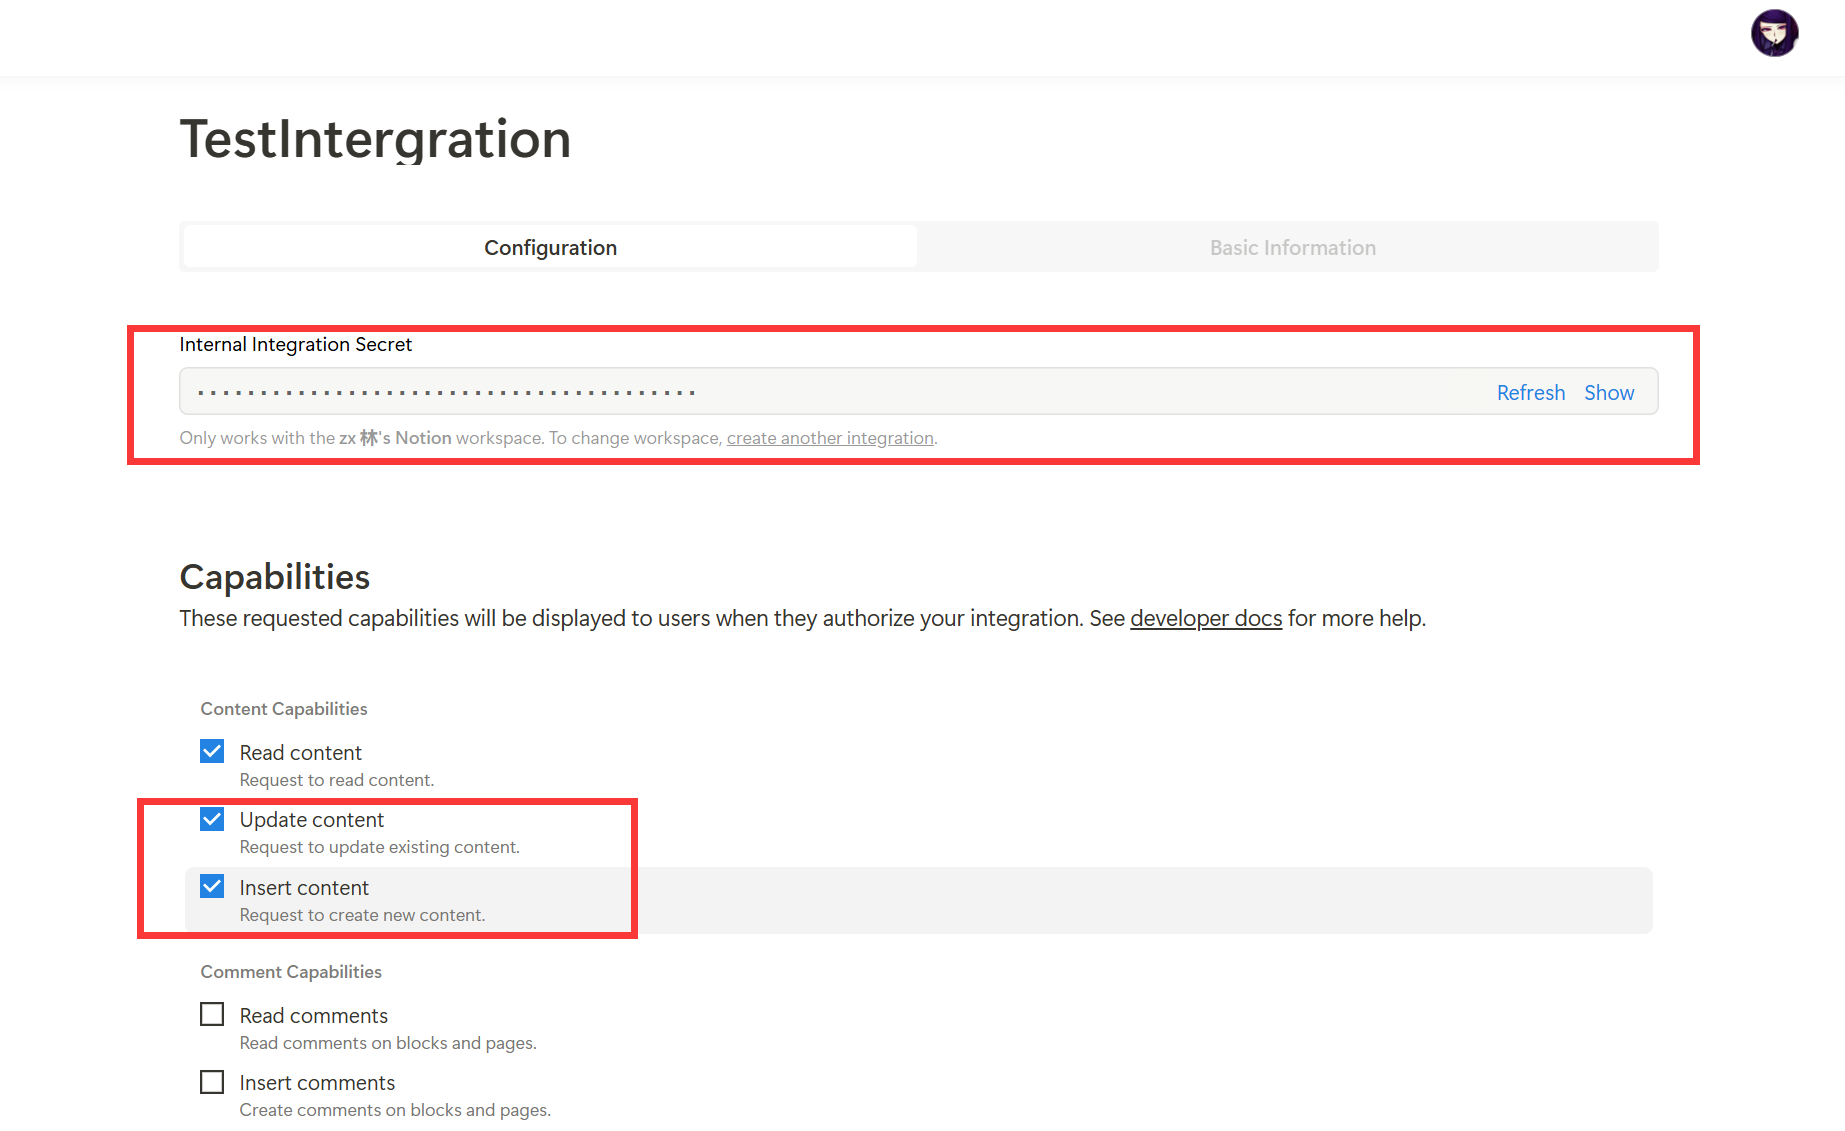 TestIntergration
Configuration
Basic Information
Internal Integration Secret
Refresh Show
Only works with the zx 林's Notion workspace. To change workspace, create another integration.
Capabilities
These requested capabilities will be displayed to users when they authorize your integration. See developer docs for more help.
Content Capabilities
Read content
Request to read content.
Update content
Request to update existing content.
Insert content
Request to create new content.
Comment Capabilities
Read comments
Read comments on blocks and pages.
Insert comments
Create comments on blocks and pages.